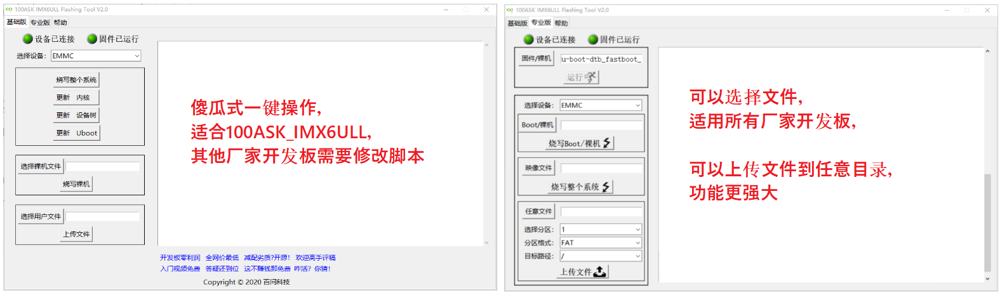 100ASK IMX6ULL Flashing Tool V2.0
基础版 专业版 帮助
设备已连接 固件已运行
选择设备: EMMC
烧写整个系统
更新 内核
更新 设备树
更新 Uboot
选择裸机文件
烧写裸机
选择用户文件
上传文件
傻瓜式一键操作,
适合100ASK_IMX6ULL,
其他厂家开发板需要修改脚本
开发板零利润 全网价最低 减配劣质?开源! 欢迎高手评稿
入门视频免费 答疑还到位 这不赚钱那免费 咋活? 你猜!
Copyright © 2020 百问科技
100ASK IMX6ULL Flashing Tool V2.0
基础版 专业版 帮助
设备已连接 固件已运行
固件/裸机 u-boot-dtb_fastboot_
运行
选择设备: EMMC
Boot/裸机
烧写Boot/裸机
映像文件
烧写整个系统
任意文件
选择分区: 1
分区格式: FAT
目标路径: /
上传文件
可以选择文件,
适用所有厂家开发板,
可以上传文件到任意目录,
功能更强大